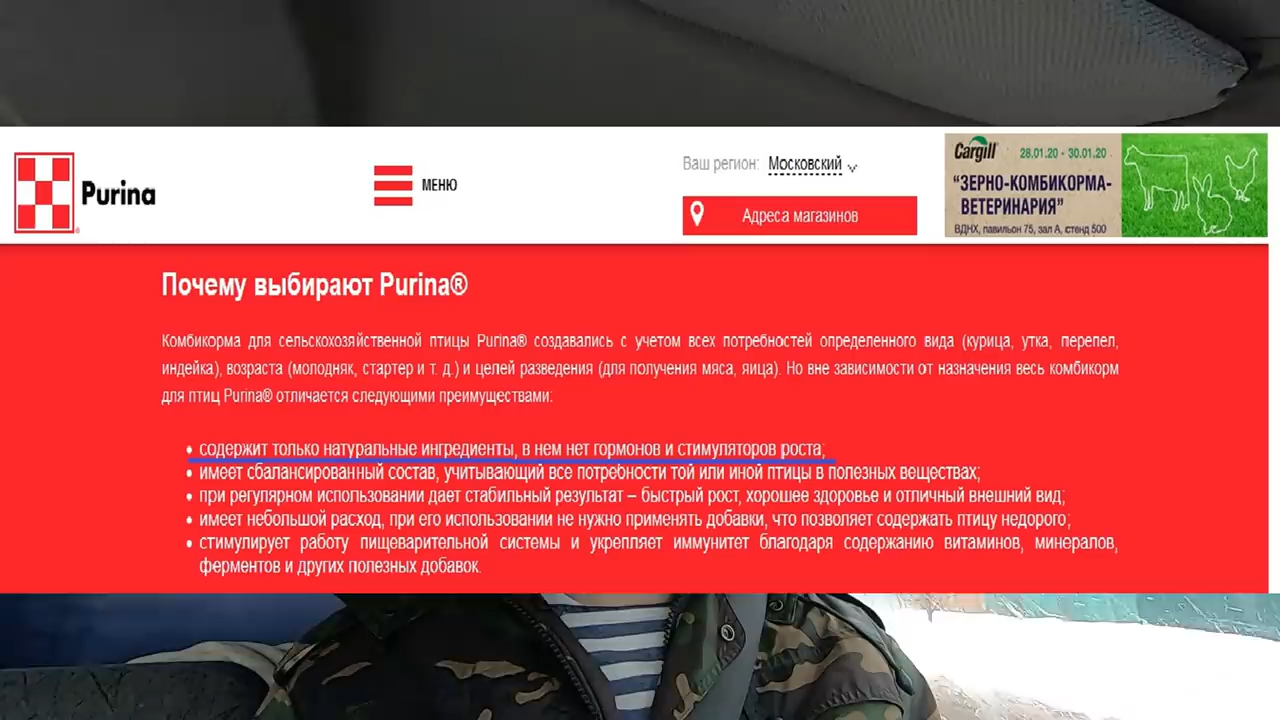 Purina
МЕНЮ
Ваш регион: Московский
Адреса магазинов
Cargill 28.01.20 - 30.01.20
“ЗЕРНО-КОМБИКОРМА-
ВЕТЕРИНАРИЯ”
ВДНХ, павильон 75, зал А, стенд 500
Почему выбирают Purina®
Комбикорма для сельскохозяйственной птицы Purina® создавались с учетом всех потребностей определенного вида (курица, утка, перепел,
индейка), возраста (молодняк, стартер и т. д.) и целей разведения (для получения мяса, яйца). Но вне зависимости от назначения весь комбикорм
для птиц Purina® отличается следующими преимуществами:
• содержит только натуральные ингредиенты, в нем нет гормонов и стимуляторов роста;
• имеет сбалансированный состав, учитывающий все потребности той или иной птицы в полезных веществах;
• при регулярном использовании дает стабильный результат – быстрый рост, хорошее здоровье и отличный внешний вид;
• имеет небольшой расход, при его использовании не нужно применять добавки, что позволяет содержать птицу недорого;
• стимулирует работу пищеварительной системы и укрепляет иммунитет благодаря содержанию витаминов, минералов,
ферментов и других полезных добавок.